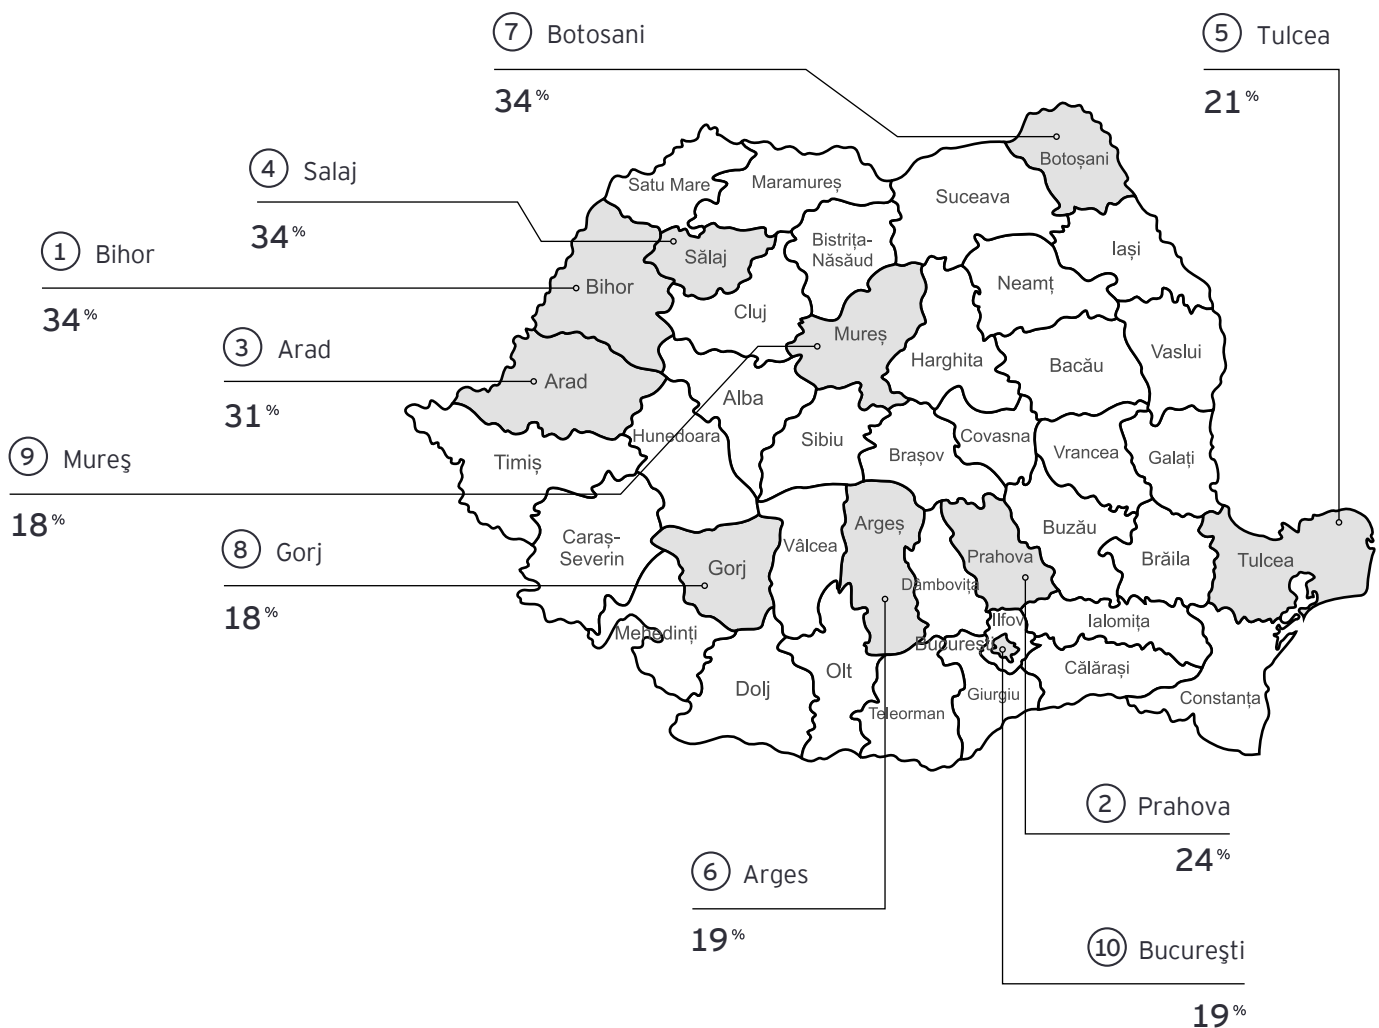 7 Botosani
34%
5 Tulcea
21%
4 Salaj
34%
1 Bihor
34%
3 Arad
31%
9 Mureş
18%
8 Gorj
18%
Botoșani
Satu Mare
Maramureș
Suceava
Bistrița-
Năsăud
Iași
Sălaj
Bihor
Neamț
Cluj
Mureș
Harghita
Bacău
Vaslui
Arad
Alba
Hunedoara
Sibiu
Brașov
Covasna
Vrancea
Galați
Timiș
Caraș-
Severin
Gorj
Vâlcea
Argeș
Dâmbovița
Prahova
Buzău
Brăila
Tulcea
Mehedinți
Ilfov
Ialomița
București
Dolj
Olt
Teleorman
Giurgiu
Călărași
Constanța
2 Prahova
24%
6 Arges
19%
10 Bucureşti
19%